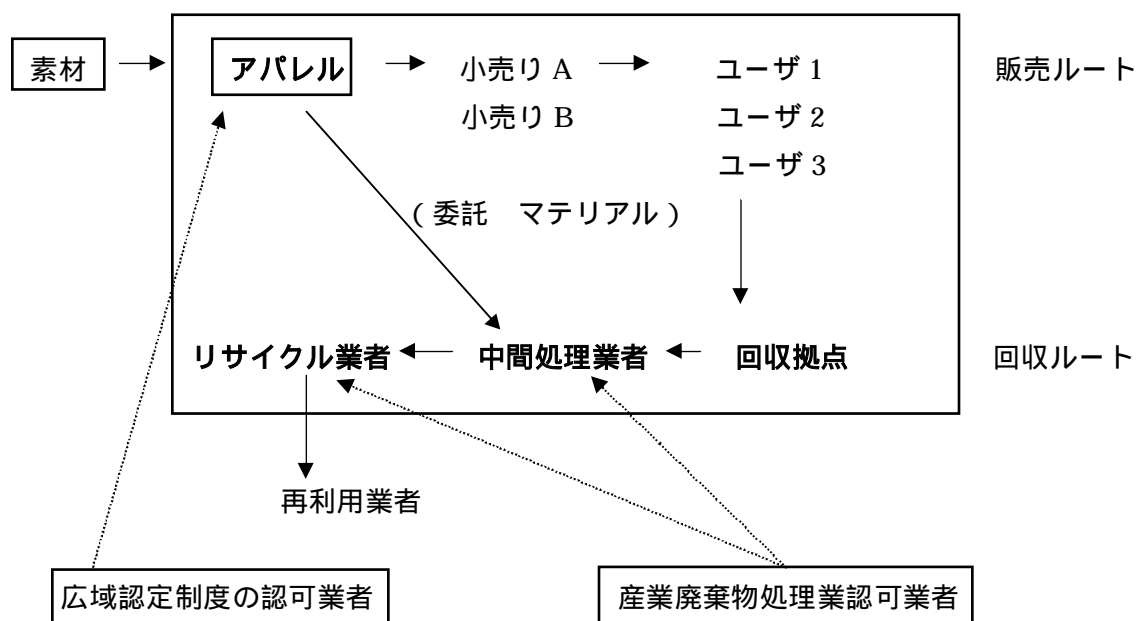 素材 アパレル 小売り A ユーザ 1 販売ルート
小売り B ユーザ 2
ユーザ 3
(委託 マテリアル)
リサイクル業者 中間処理業者 回収拠点 回収ルート
再利用業者
広域認定制度の認可業者 産業廃棄物処理業認可業者